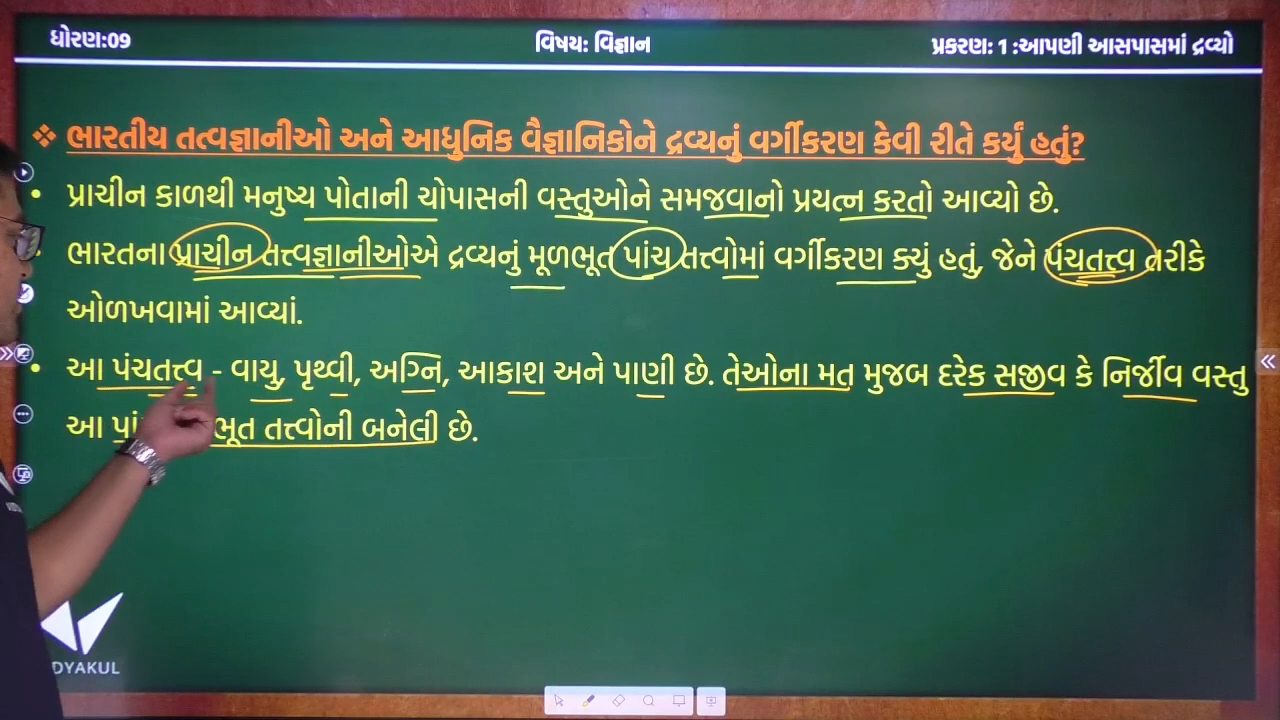 ધોરણ:09
વિષય: વિજ્ઞાન
પ્રકરણ: 1 :આપણી આસપાસમાં દ્રવ્યો
❖ ભારતીય તત્વજ્ઞાનીઓ અને આધુનિક વૈજ્ઞાનિકોને દ્રવ્યનું વર્ગીકરણ કેવી રીતે કર્યું હતું?
• પ્રાચીન કાળથી મનુષ્ય પોતાની ચોપાસની વસ્તુઓને સમજવાનો પ્રયત્ન કરતો આવ્યો છે.
• ભારતના પ્રાચીન તત્ત્વજ્ઞાનીઓએ દ્રવ્યનું મૂળભૂત પાંચ તત્ત્વોમાં વર્ગીકરણ ક્યું હતું, જેને પંચતત્ત્વ તરીકે
ઓળખવામાં આવ્યાં.
• આ પંચતત્ત્વ - વાયુ, પૃથ્વી, અગ્નિ, આકાશ અને પાણી છે. તેઓના મત મુજબ દરેક સજીવ કે નિર્જીવ વસ્તુ
આ ભૂત તત્ત્વોની બનેલી છે.
DYAKUL